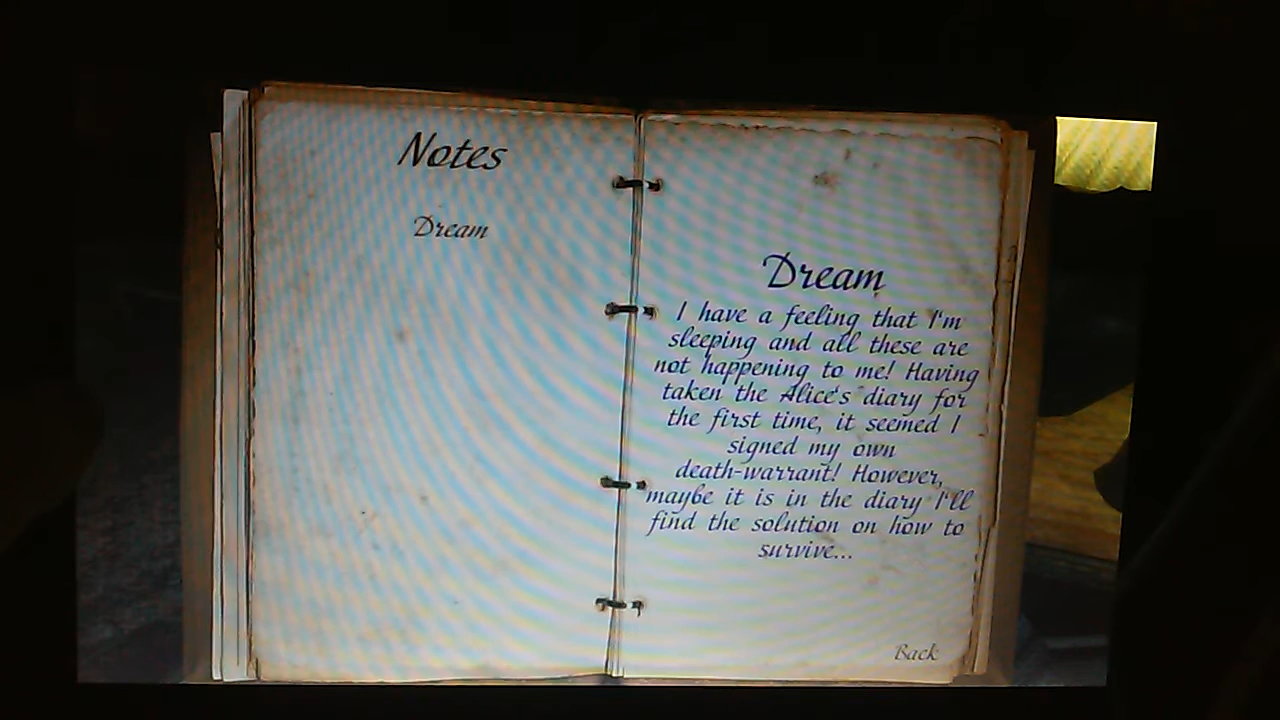 Notes
Dream
Dream
I have a feeling that I'm
sleeping and all these are
not happening to me! Having
taken the Alice's diary for
the first time, it seemed I
signed my own
death-warrant! However,
maybe it is in the diary I'll
find the solution on how to
survive...
Back